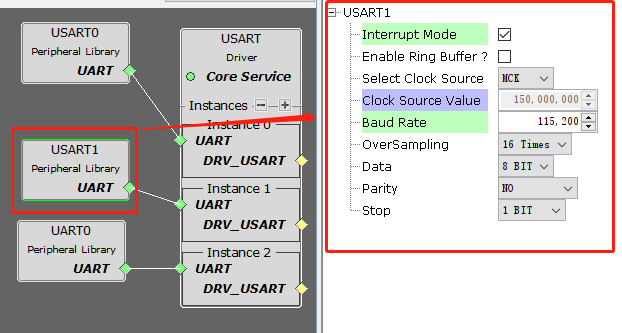 USART0
Peripheral Library
UART
USART1
Peripheral Library
UART
UART0
Peripheral Library
UART
USART
Driver
Core Service
Instances
Instance 0
UART
DRV_USART
Instance 1
UART
DRV_USART
Instance 2
UART
DRV_USART
USART1
Interrupt Mode
Enable Ring Buffer ?
Select Clock Source MCK
Clock Source Value 150,000,000
Baud Rate 115,200
OverSampling 16 Times
Data 8 BIT
Parity NO
Stop 1 BIT